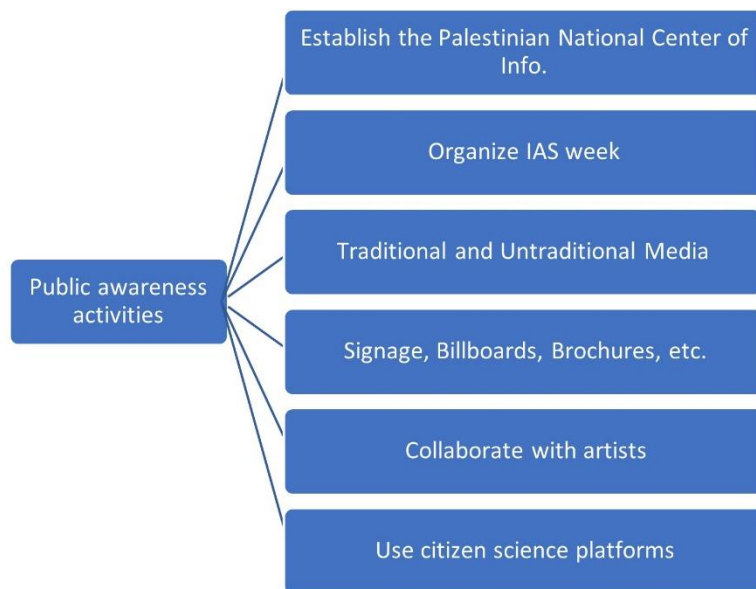 Establish the Palestinian National Center of
Info.
Organize IAS week
Traditional and Untraditional Media
Public awareness
activities
Signage, Billboards, Brochures, etc.
Collaborate with artists
Use citizen science platforms